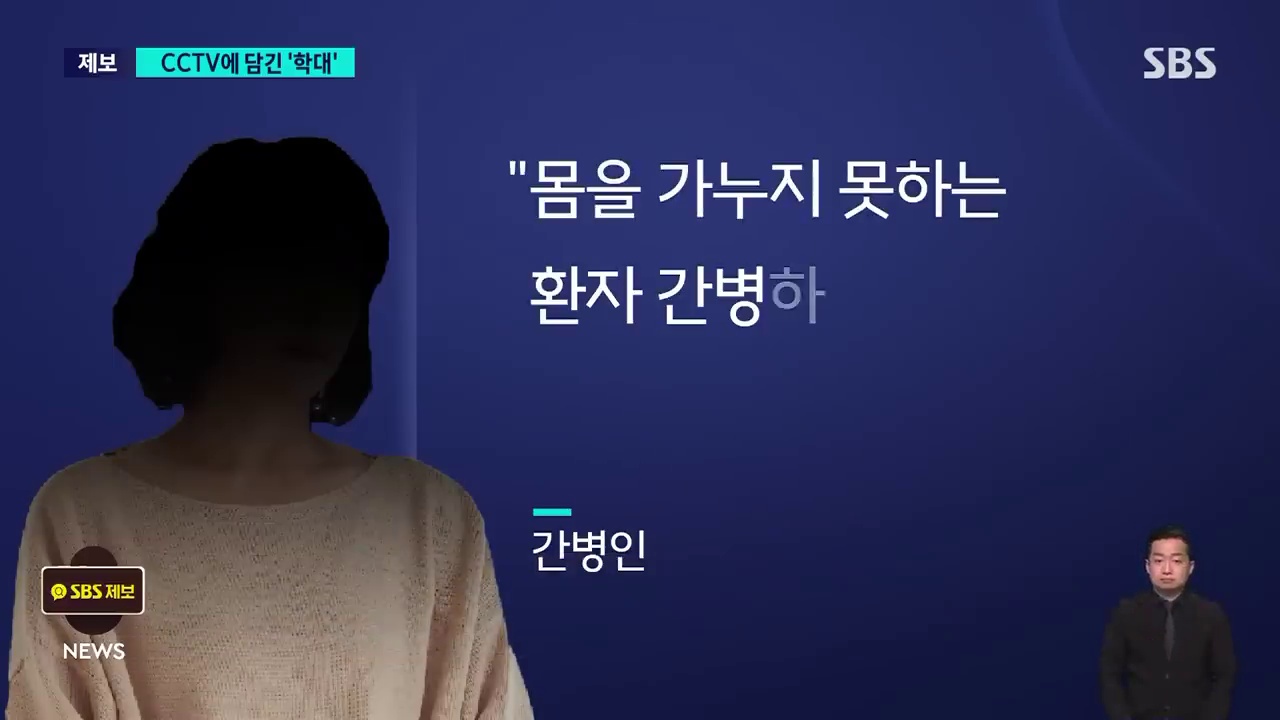 제보 CCTV에 담긴 '학대'
SBS
"몸을 가누지 못하는
환자 간병하
간병인
SBS 제보
NEWS